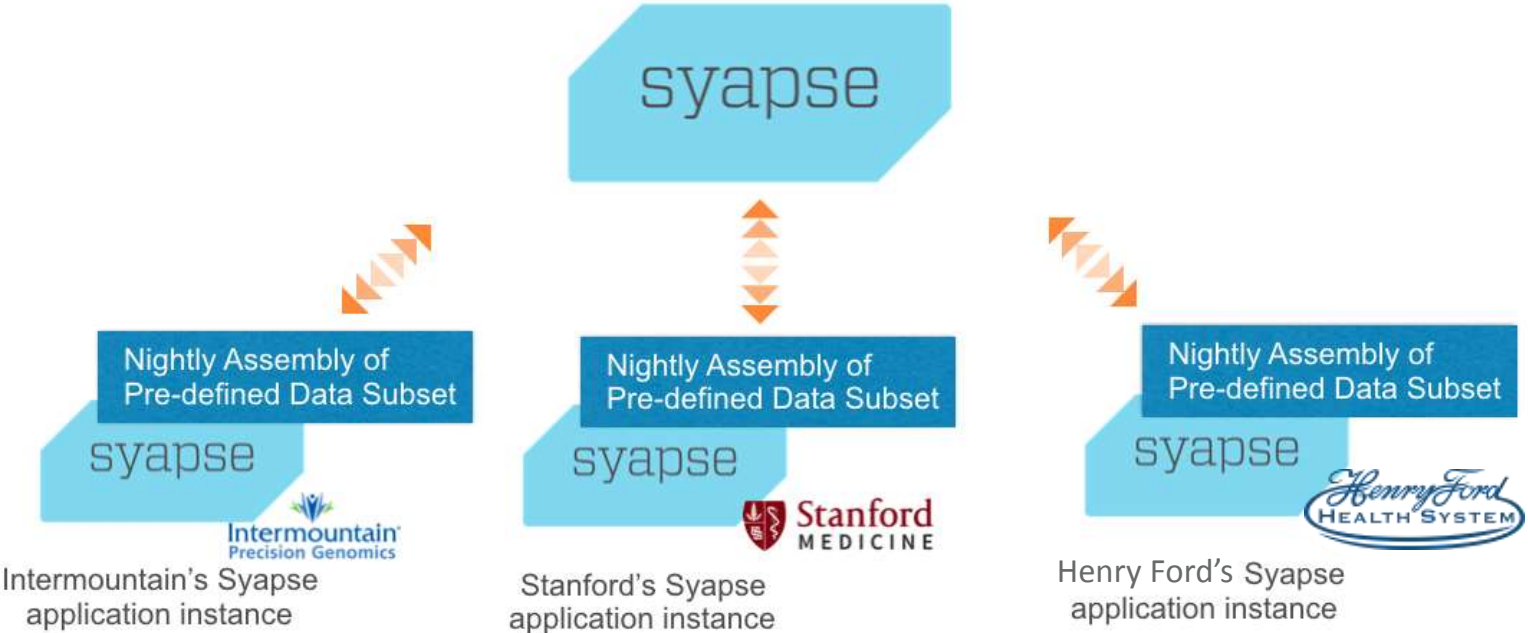 syapse
Nightly Assembly of
Pre-defined Data Subset
syapse
Intermountain®
Precision Genomics
Intermountain's Syapse
application instance
Nightly Assembly of
Pre-defined Data Subset
syapse
Stanford
MEDICINE
Stanford's Syapse
application instance
Nightly Assembly of
Pre-defined Data Subset
syapse
Henry Ford
HEALTH SYSTEM
Henry Ford's Syapse
application instance